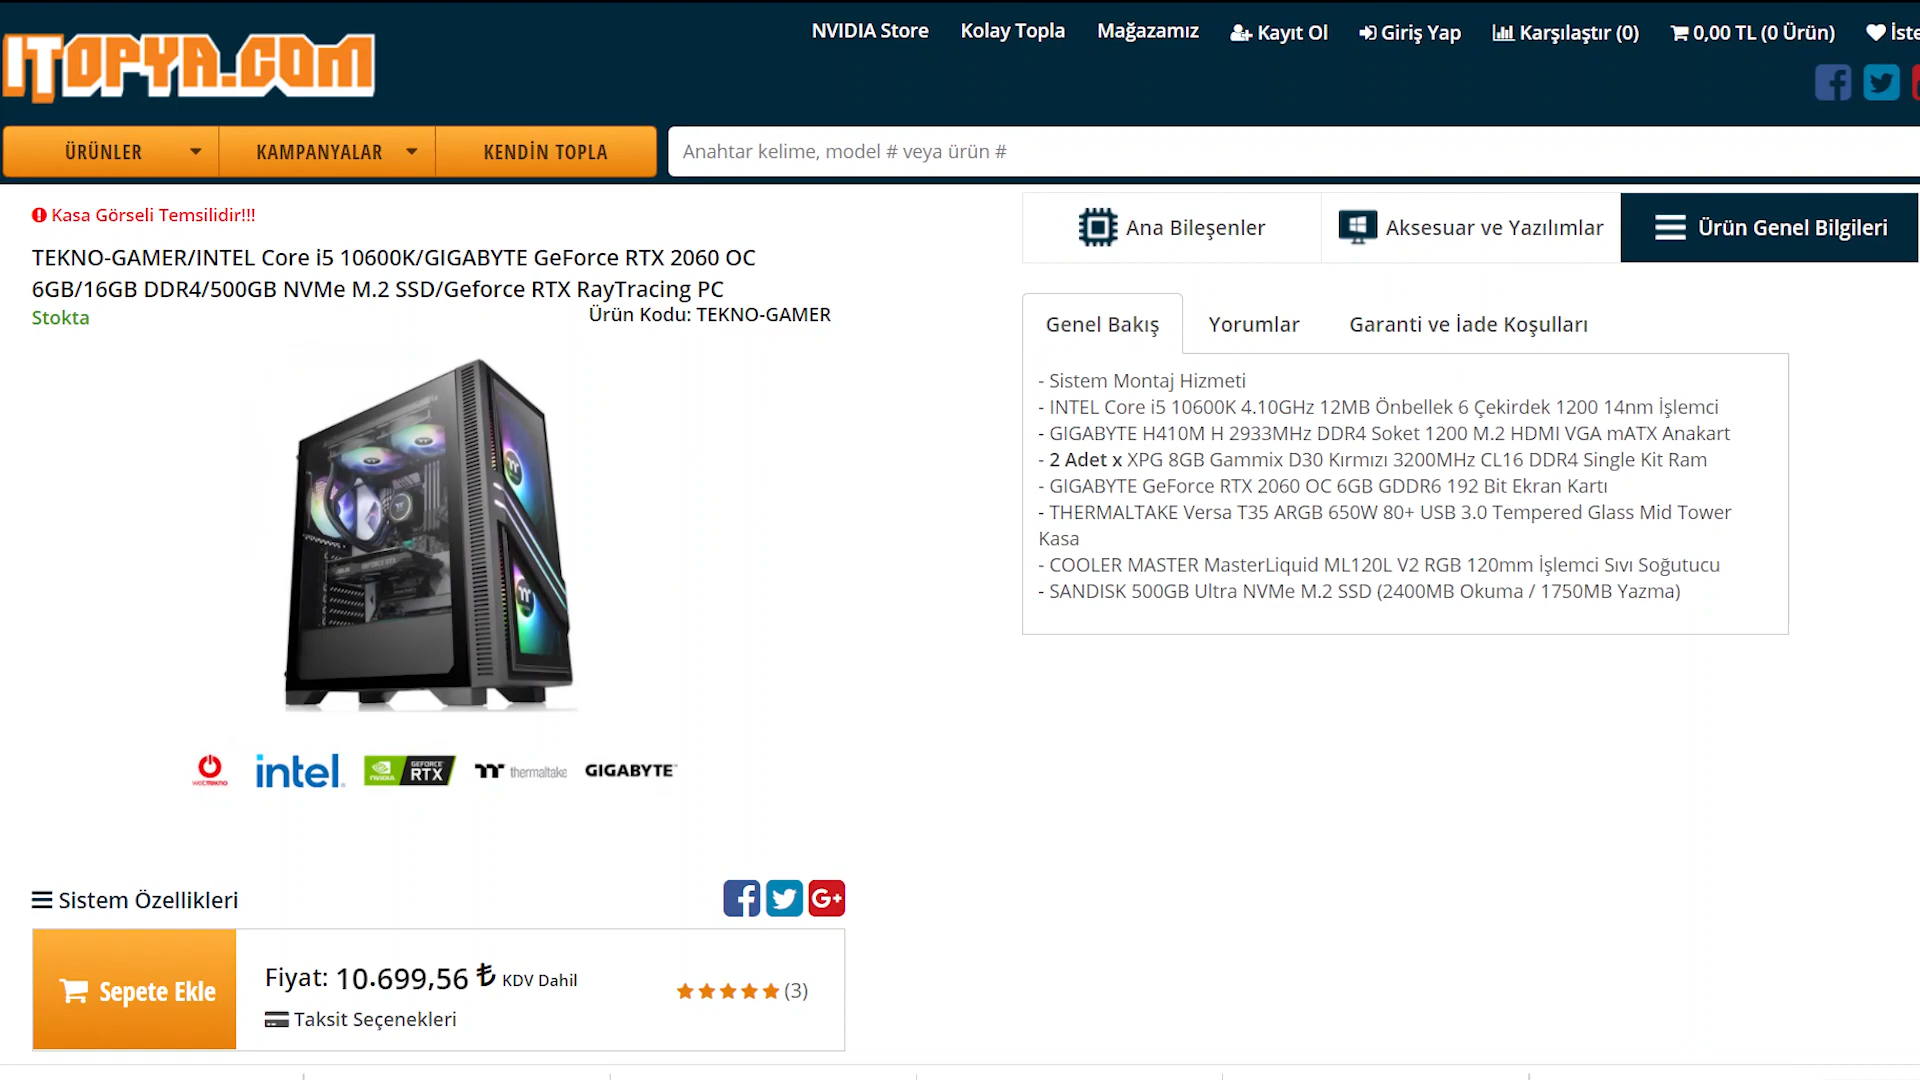 ITOPYA.COM
NVIDIA Store
Kolay Topla
Mağazamız
Kayıt Ol
Giriş Yap
Karşılaştır (0)
0,00 TL (0 Ürün)
İste
ÜRÜNLER
KAMPANYALAR
KENDİN TOPLA
Anahtar kelime, model # veya ürün #
Kasa Görseli Temsilidir!!!
TEKNO-GAMER/INTEL Core i5 10600K/GIGABYTE GeForce RTX 2060 OC
6GB/16GB DDR4/500GB NVMe M.2 SSD/Geforce RTX RayTracing PC
Stokta
Ürün Kodu: TEKNO-GAMER
webtekno
intel
NVIDIA
GEFORCE
RTX
thermaltake
GIGABYTE
Sistem Özellikleri
Sepete Ekle
Fiyat: 10.699,56 ₺ KDV Dahil
(3)
Taksit Seçenekleri
Ana Bileşenler
Aksesuar ve Yazılımlar
Ürün Genel Bilgileri
Genel Bakış
Yorumlar
Garanti ve İade Koşulları
- Sistem Montaj Hizmeti
- INTEL Core i5 10600K 4.10GHz 12MB Önbellek 6 Çekirdek 1200 14nm İşlemci
- GIGABYTE H410M H 2933MHz DDR4 Soket 1200 M.2 HDMI VGA mATX Anakart
- 2 Adet x XPG 8GB Gammix D30 Kırmızı 3200MHz CL16 DDR4 Single Kit Ram
- GIGABYTE GeForce RTX 2060 OC 6GB GDDR6 192 Bit Ekran Kartı
- THERMALTAKE Versa T35 ARGB 650W 80+ USB 3.0 Tempered Glass Mid Tower
Kasa
- COOLER MASTER MasterLiquid ML120L V2 RGB 120mm İşlemci Sıvı Soğutucu
- SANDISK 500GB Ultra NVMe M.2 SSD (2400MB Okuma / 1750MB Yazma)